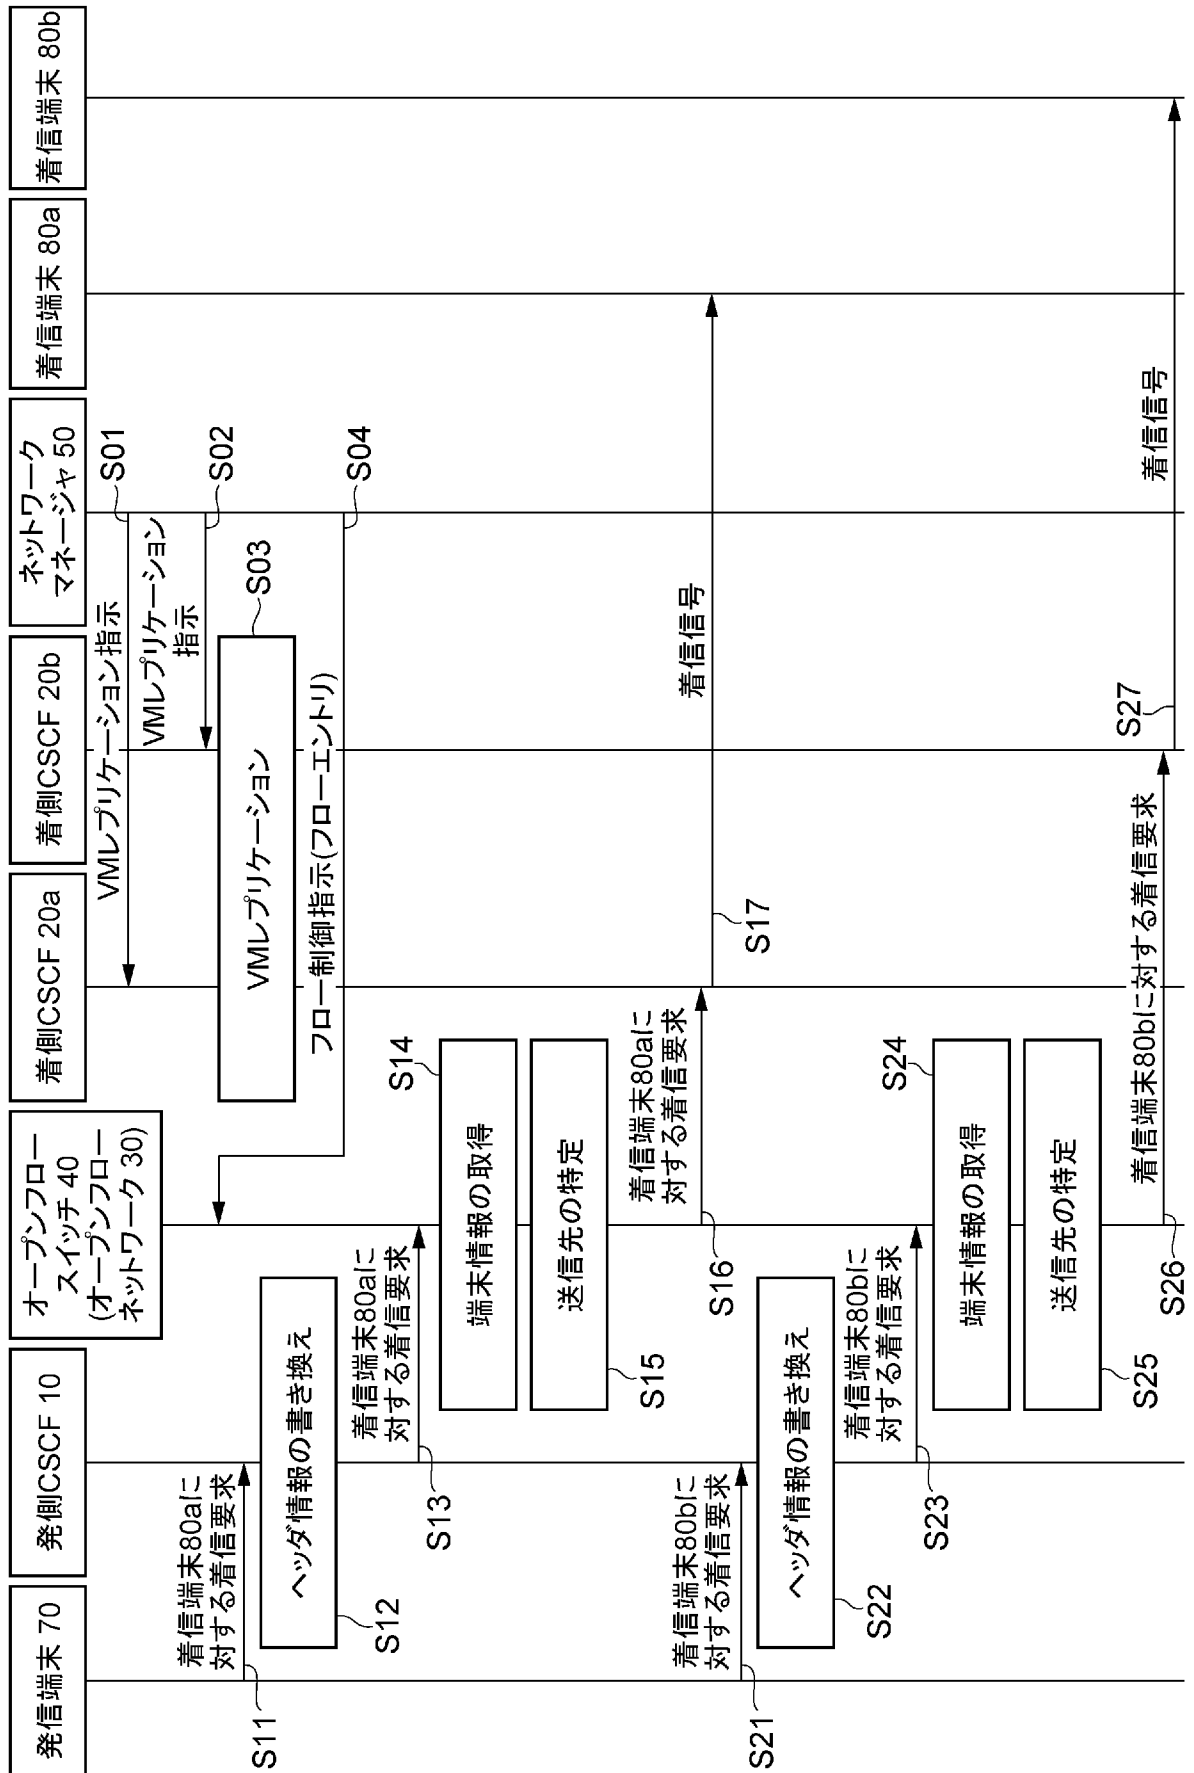 発信端末 70
発側CSCF 10
オープンフロー
スイッチ 40
(オープンフロー
ネットワーク 30)
着側CSCF 20a
着側CSCF 20b
ネットワーク
マネージャ 50
着信端末 80a
着信端末 80b
VMレプリケーション指示
S01
VMレプリケーション
指示
S02
VMレプリケーション
S03
フロー制御指示(フローエントリ)
S04
着信端末80aに
対する着信要求
S11
ヘッダ情報の書き換え
S12
着信端末80aに
対する着信要求
S13
端末情報の取得
S14
送信先の特定
S15
着信端末80aに
対する着信要求
S16
着信信号
S17
着信端末80bに
対する着信要求
S21
ヘッダ情報の書き換え
S22
着信端末80bに
対する着信要求
S23
端末情報の取得
S24
送信先の特定
S25
着信端末80bに対する着信要求
S26
着信信号
S27